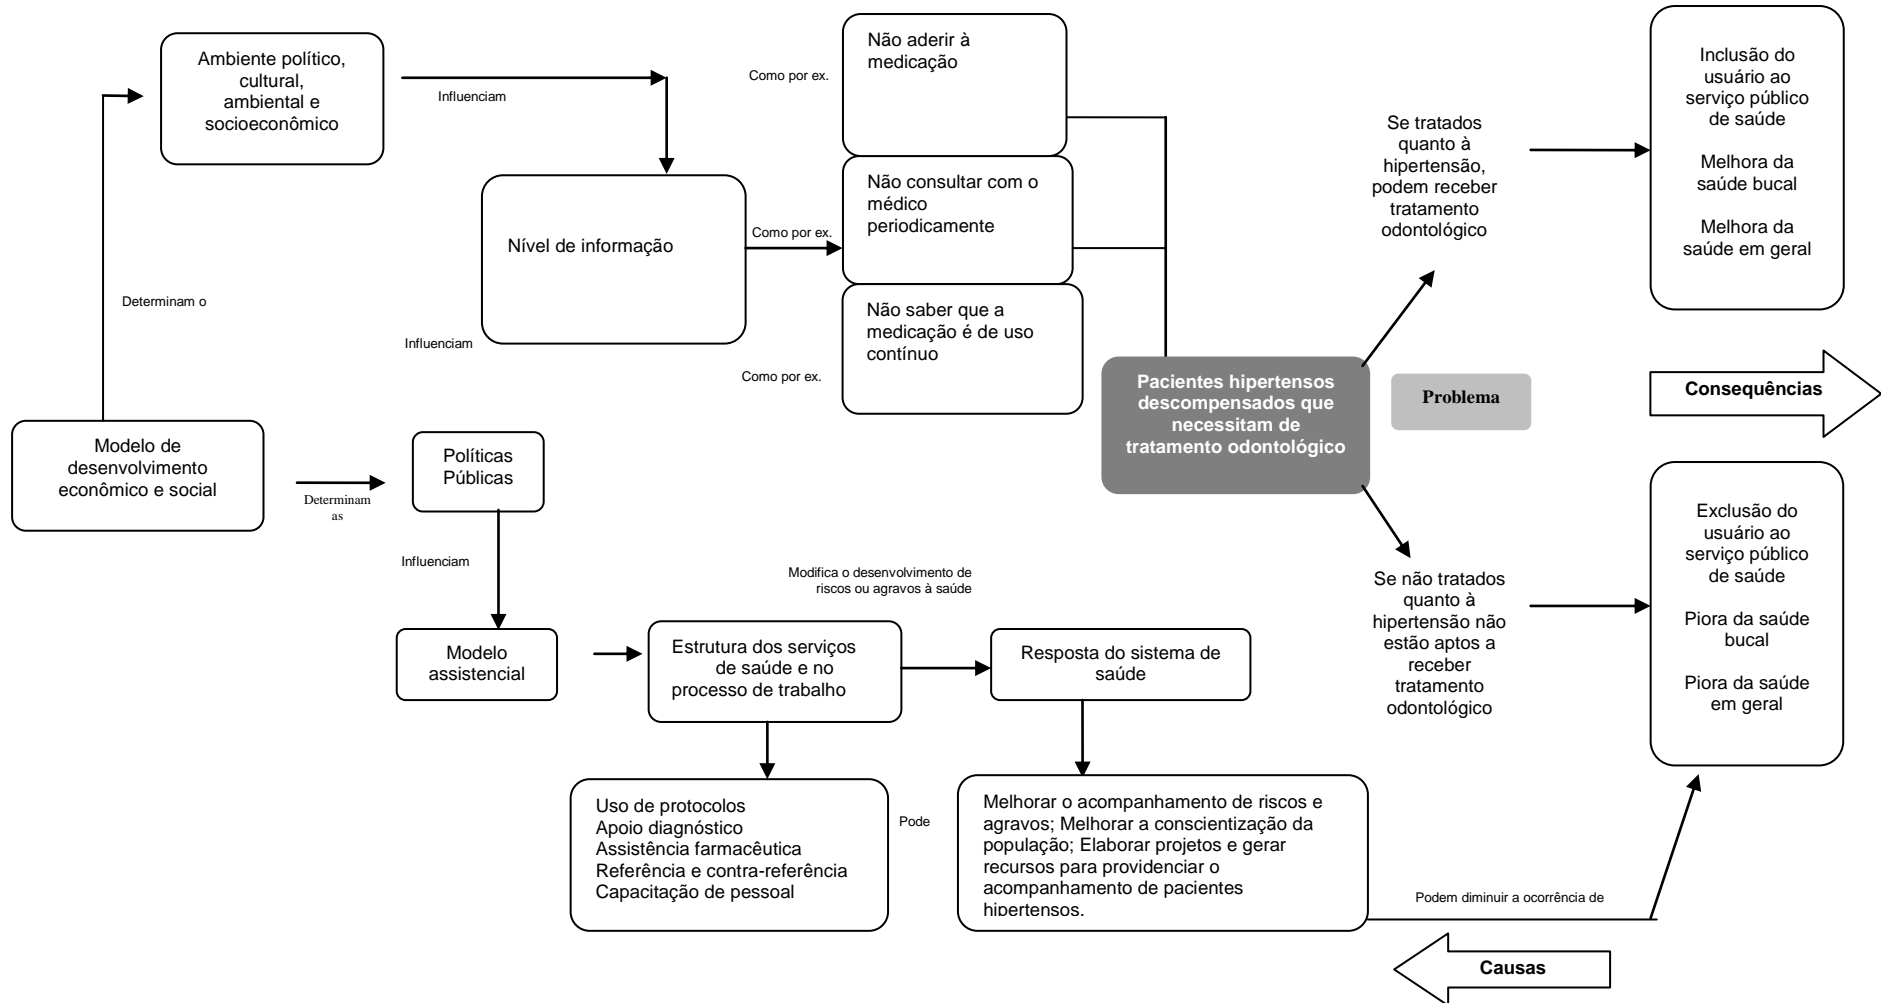 Ambiente político,
cultural,
ambiental e
socioeconômico
Influenciam
Determinam o
Modelo de
desenvolvimento
econômico e social
Determinam
as
Nível de informação
Influenciam
Como por ex.
Não aderir à
medicação
Como por ex.
Não consultar com o
médico
periodicamente
Como por ex.
Não saber que a
medicação é de uso
contínuo
Políticas
Públicas
Influenciam
Modelo
assistencial
Modifica o desenvolvimento de
riscos ou agravos à saúde
Estrutura dos serviços
de saúde e no
processo de trabalho
Resposta do sistema de
saúde
Uso de protocolos
Apoio diagnóstico
Assistência farmacêutica
Referência e contra-referência
Capacitação de pessoal
Pode
Melhorar o acompanhamento de riscos e
agravos; Melhorar a conscientização da
população; Elaborar projetos e gerar
recursos para providenciar o
acompanhamento de pacientes
hipertensos.
Pacientes hipertensos
descompensados que
necessitam de
tratamento odontológico
Problema
Se tratados
quanto à
hipertensão,
podem receber
tratamento
odontológico
Inclusão do
usuário ao
serviço público
de saúde
Melhora da
saúde bucal
Melhora da
saúde em geral
Consequências
Se não tratados
quanto à
hipertensão não
estão aptos a
receber
tratamento
odontológico
Exclusão do
usuário ao
serviço público
de saúde
Piora da saúde
bucal
Piora da saúde
em geral
Podem diminuir a ocorrência de
Causas